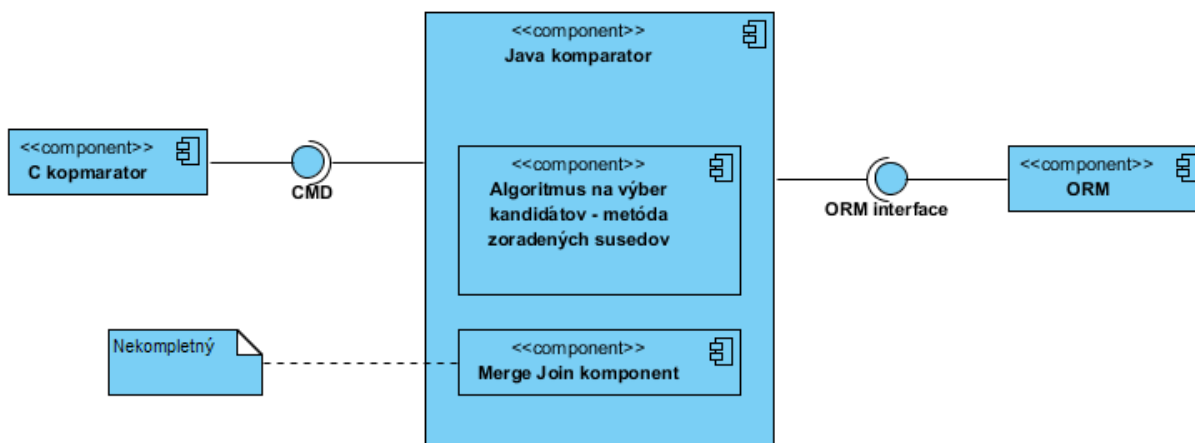 <<component>>
Java komparator
<<component>>
C kopmarator
CMD
<<component>>
Algoritmus na výber
kandidátov - metóda
zoradených susedov
ORM interface
<<component>>
ORM
Nekompletný
<<component>>
Merge Join komponent